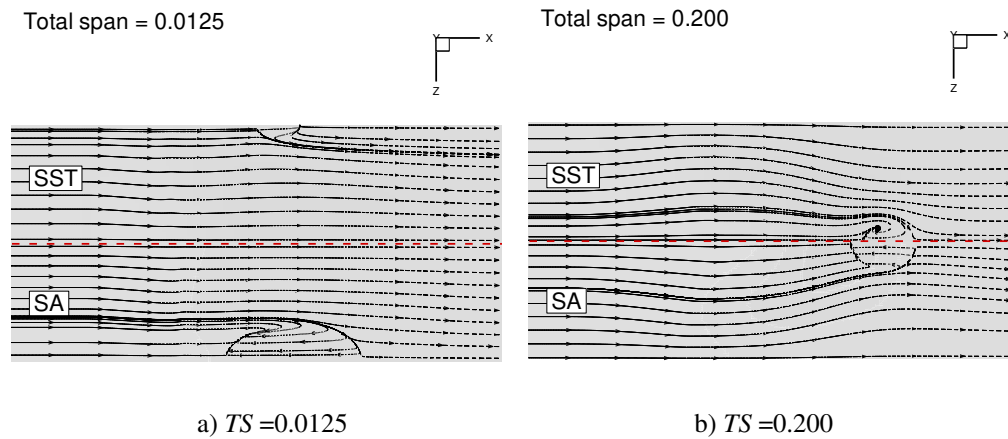 Total span = 0.0125
Y X
Z
SST
SA
a) TS =0.0125
Total span = 0.200
Y X
Z
SST
SA
b) TS =0.200